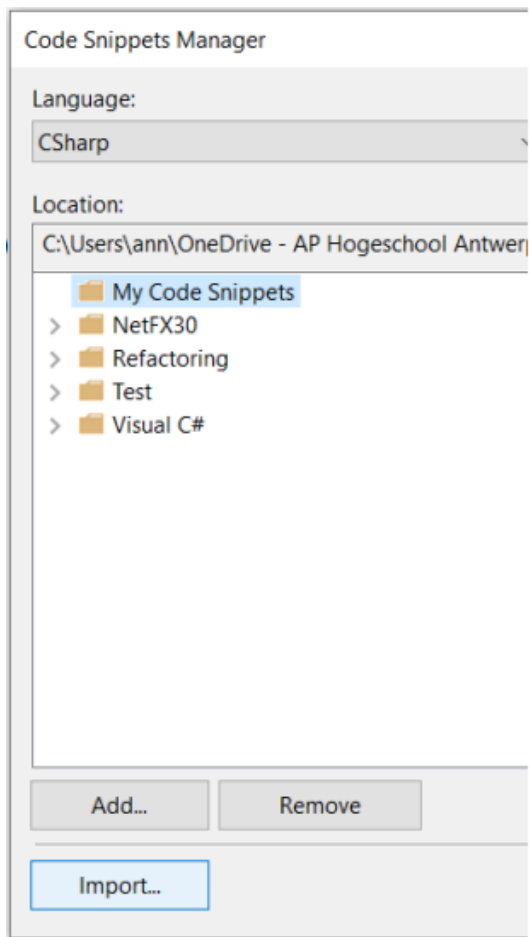 Code Snippets Manager
Language:
CSharp
Location:
C:\Users\ann\OneDrive - AP Hogeschool Antwer
My Code Snippets
NetFX30
Refactoring
Test
Visual C#
Add...
Remove
Import...